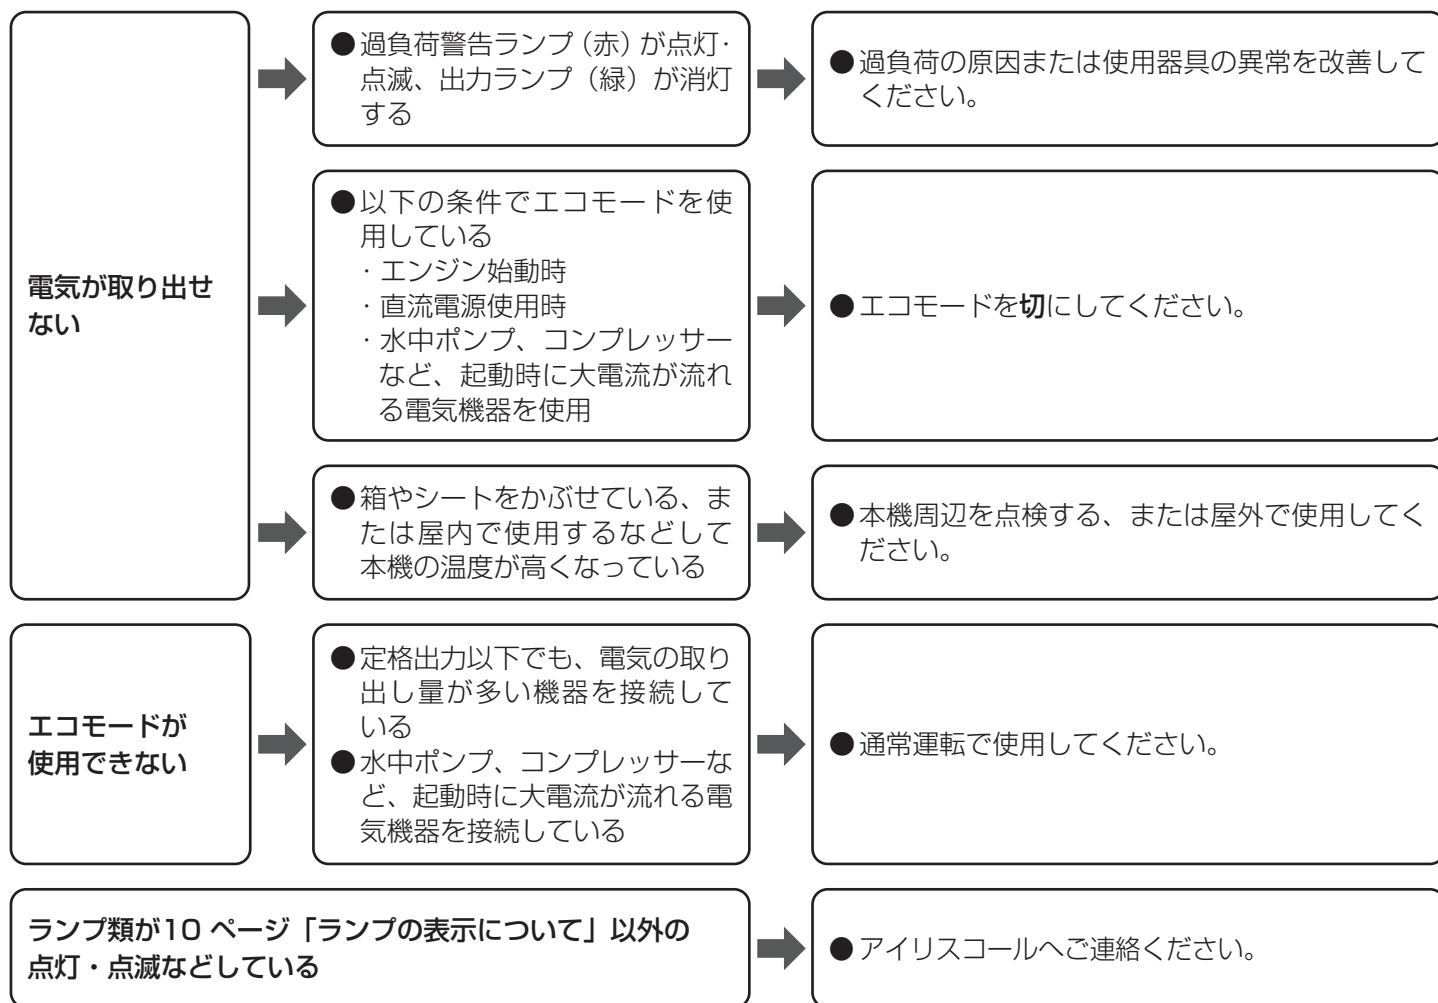 電気が取り出せ
ない
●過負荷警告ランプ（赤）が点灯・
点滅、出力ランプ（緑）が消灯
する
●過負荷の原因または使用器具の異常を改善して
ください。
●以下の条件でエコモードを使
用している
・エンジン始動時
・直流電源使用時
・水中ポンプ、コンプレッサー
など、起動時に大電流が流れ
る電気機器を使用
●エコモードを切にしてください。
●箱やシートをかぶせている、ま
たは屋内で使用するなどして
本機の温度が高くなっている
●本機周辺を点検する、または屋外で使用してく
ださい。
エコモードが
使用できない
●定格出力以下でも、電気の取り
出し量が多い機器を接続して
いる
●水中ポンプ、コンプレッサーな
ど、起動時に大電流が流れる電
気機器を接続している
●通常運転で使用してください。
ランプ類が10 ページ「ランプの表示について」以外の
点灯・点滅などしている
●アイリスコールへご連絡ください。